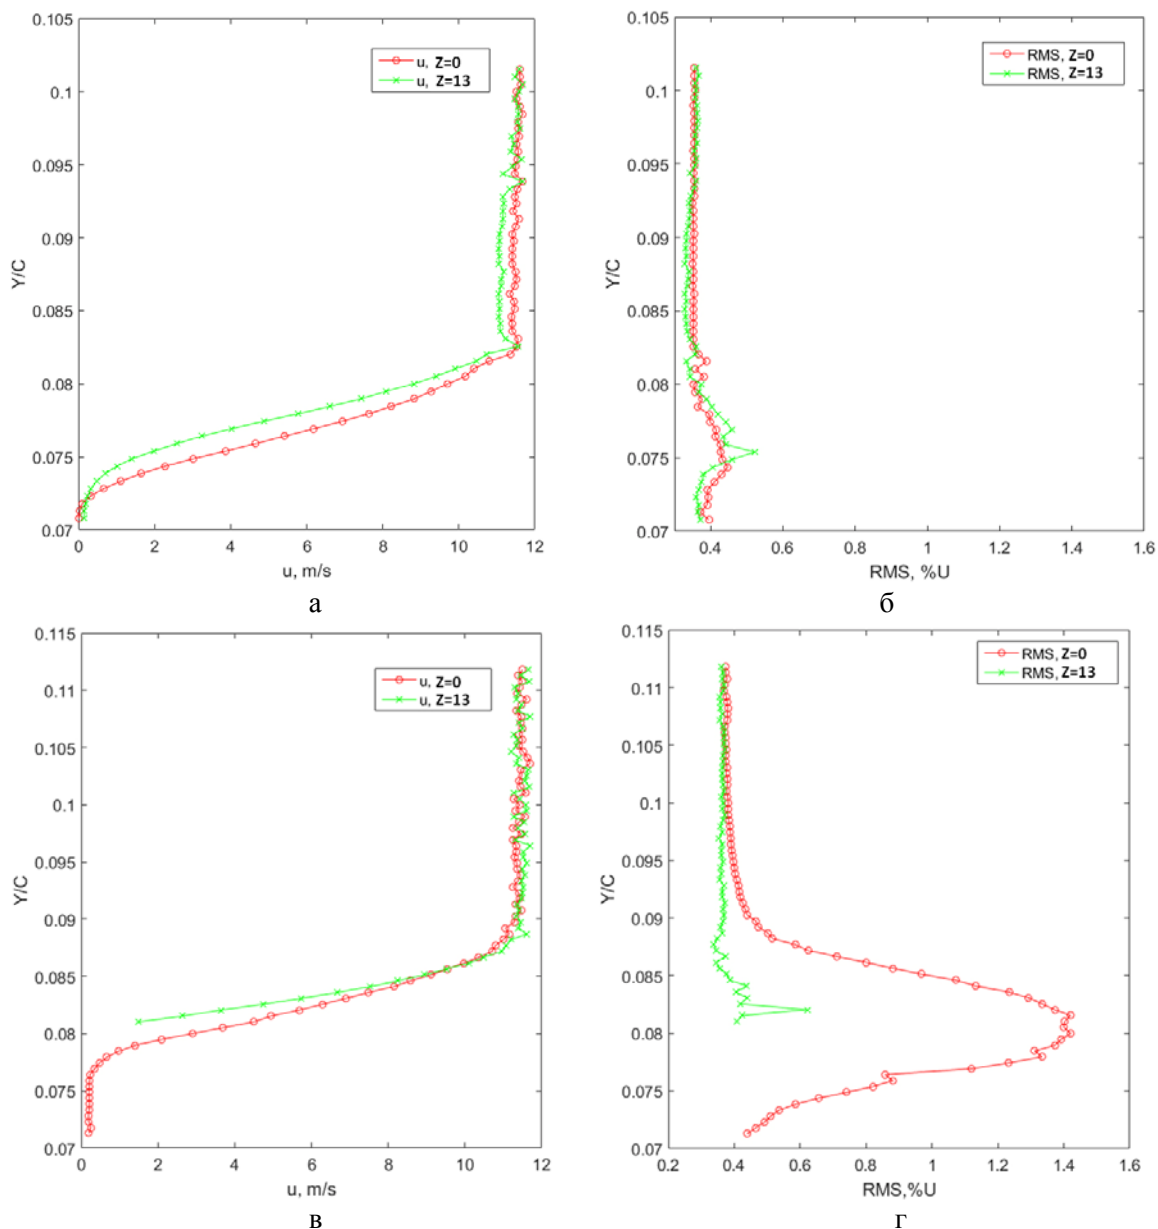 0.105
0.1
0.095
0.09
0.085
0.08
0.075
0.07
Y/C
u, Z=0
u, Z=13
0 2 4 6 8 10 12
u, m/s
а
0.105
0.1
0.095
0.09
0.085
0.08
0.075
0.07
Y/C
RMS, Z=0
RMS, Z=13
0.4 0.6 0.8 1 1.2 1.4 1.6
RMS, %U
б
0.115
0.11
0.105
0.1
0.095
0.09
0.085
0.08
0.075
0.07
Y/C
u, Z=0
u, Z=13
0 2 4 6 8 10 12
u, m/s
в
0.115
0.11
0.105
0.1
0.095
0.09
0.085
0.08
0.075
0.07
Y/C
RMS, Z=0
RMS, Z=13
0.2 0.4 0.6 0.8 1 1.2 1.4 1.6
RMS,%U
г